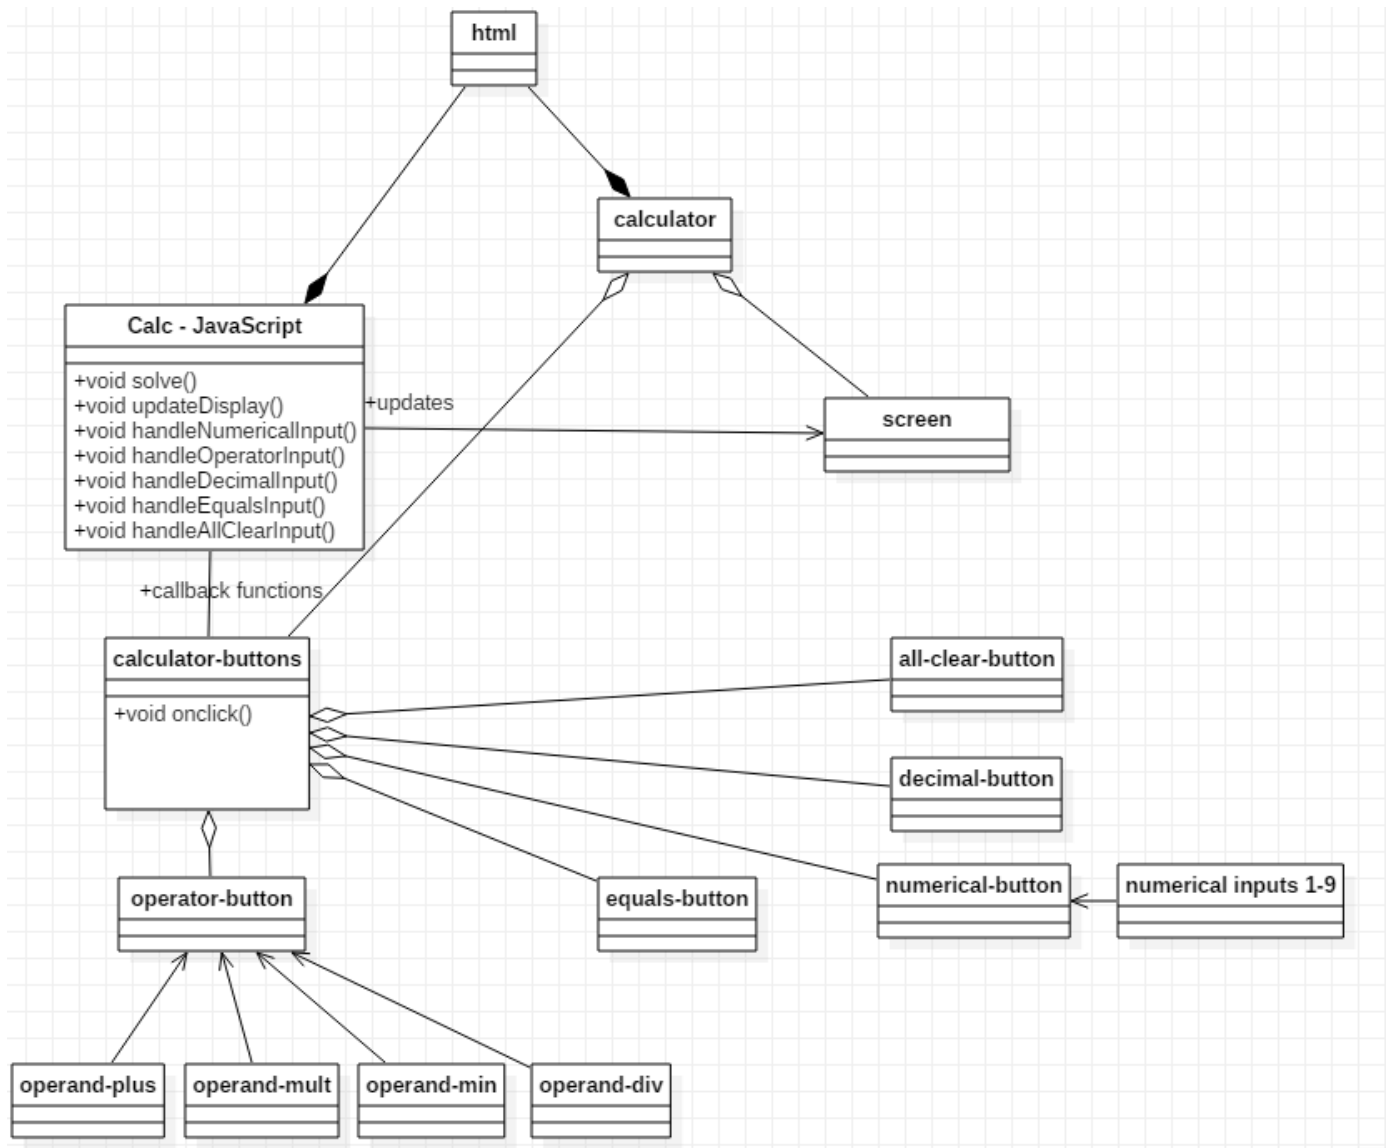 html
calculator
Calc - JavaScript
+void solve()
+void updateDisplay()
+void handleNumericalInput()
+void handleOperatorInput()
+void handleDecimalInput()
+void handleEqualsInput()
+void handleAllClearInput()
+updates
screen
+callback functions
calculator-buttons
+void onclick()
all-clear-button
decimal-button
numerical-button
numerical inputs 1-9
operator-button
equals-button
operand-plus
operand-mult
operand-min
operand-div